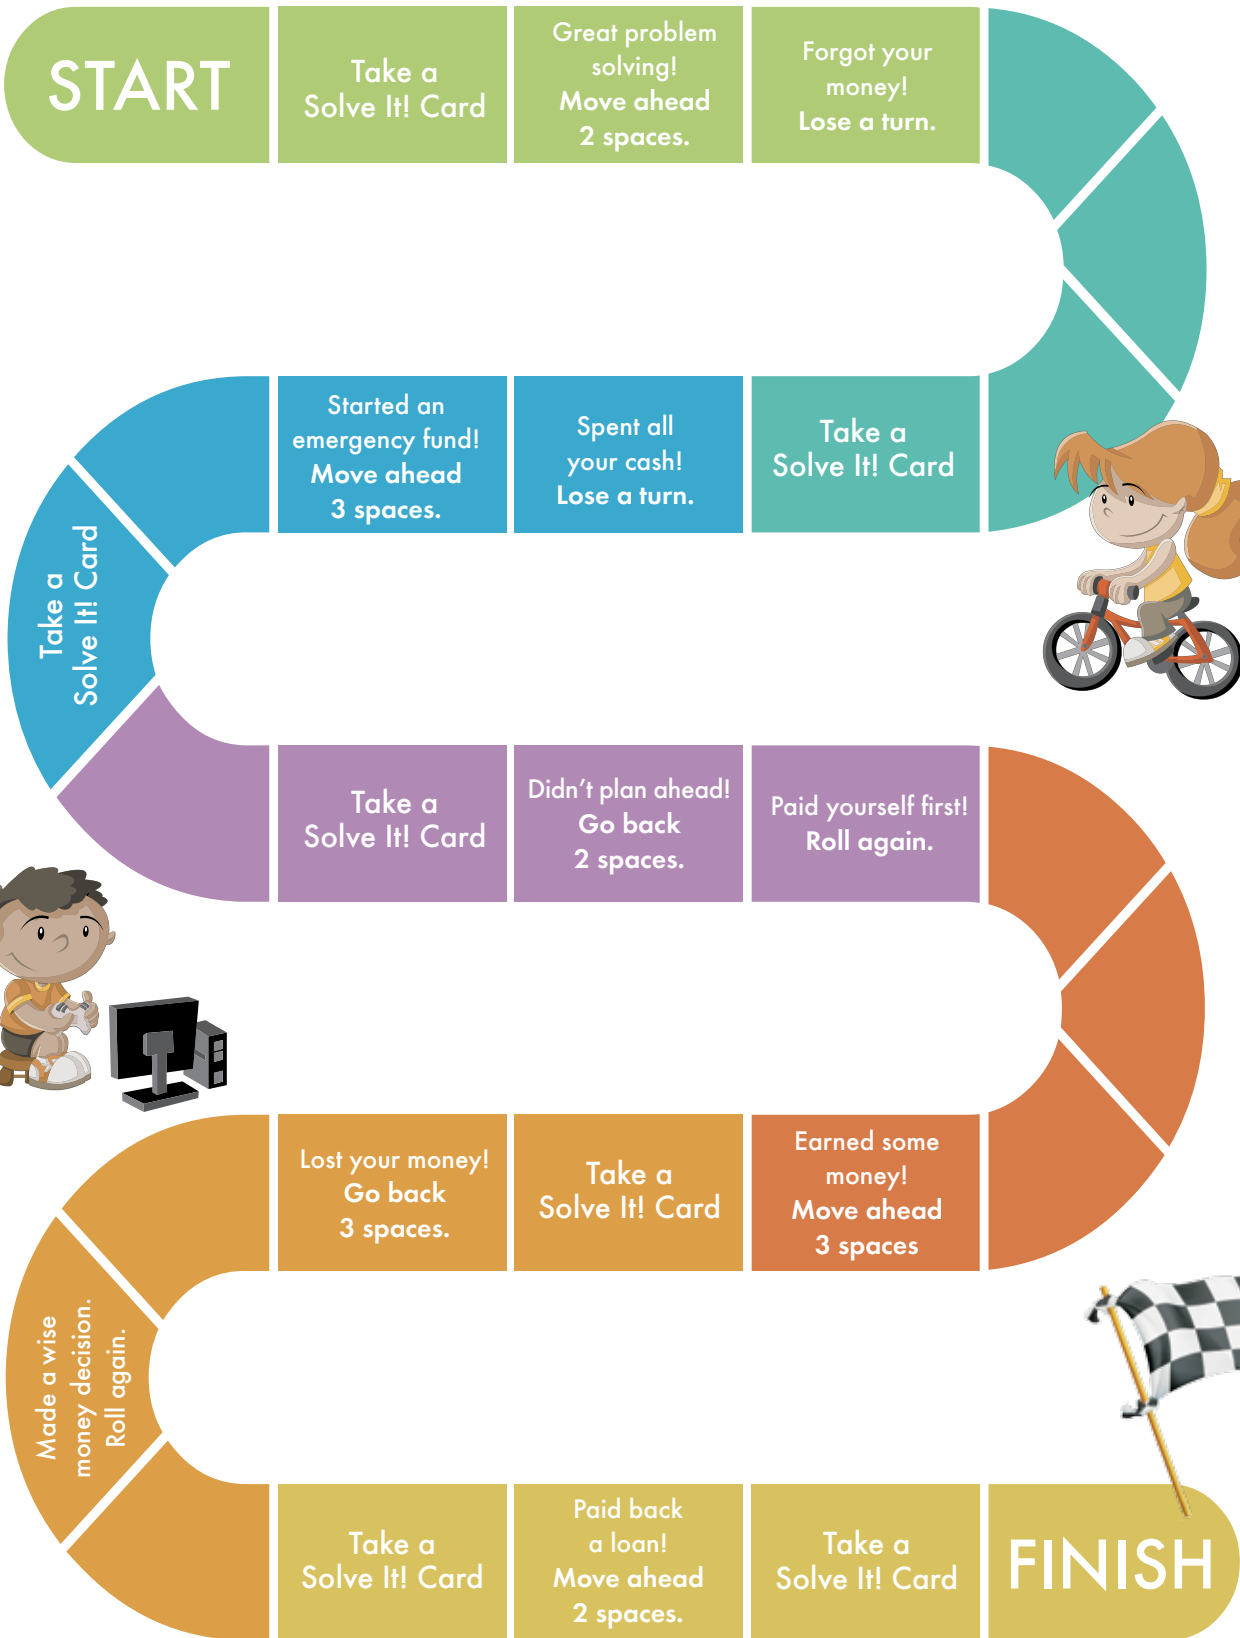 START
Take a
Solve It! Card
Great problem
solving!
Move ahead
2 spaces.
Forgot your
money!
Lose a turn.
Take a
Solve It! Card
Spent all
your cash!
Lose a turn.
Started an
emergency fund!
Move ahead
3 spaces.
Take a
Solve It! Card
Take a
Solve It! Card
Didn’t plan ahead!
Go back
2 spaces.
Paid yourself first!
Roll again.
Earned some
money!
Move ahead
3 spaces
Take a
Solve It! Card
Lost your money!
Go back
3 spaces.
Made a wise
money decision.
Roll again.
Take a
Solve It! Card
Paid back
a loan!
Move ahead
2 spaces.
Take a
Solve It! Card
FINISH